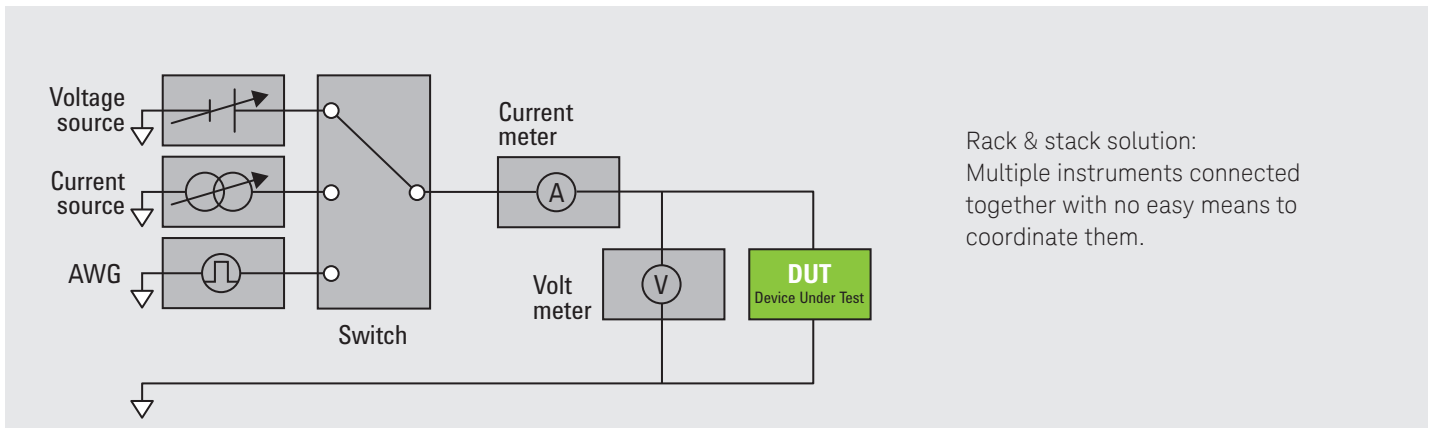 Voltage
source
Current
source
AWG
Switch
Current
meter
A
Volt
meter
V
DUT
Device Under Test
Rack & stack solution:
Multiple instruments connected
together with no easy means to
coordinate them.